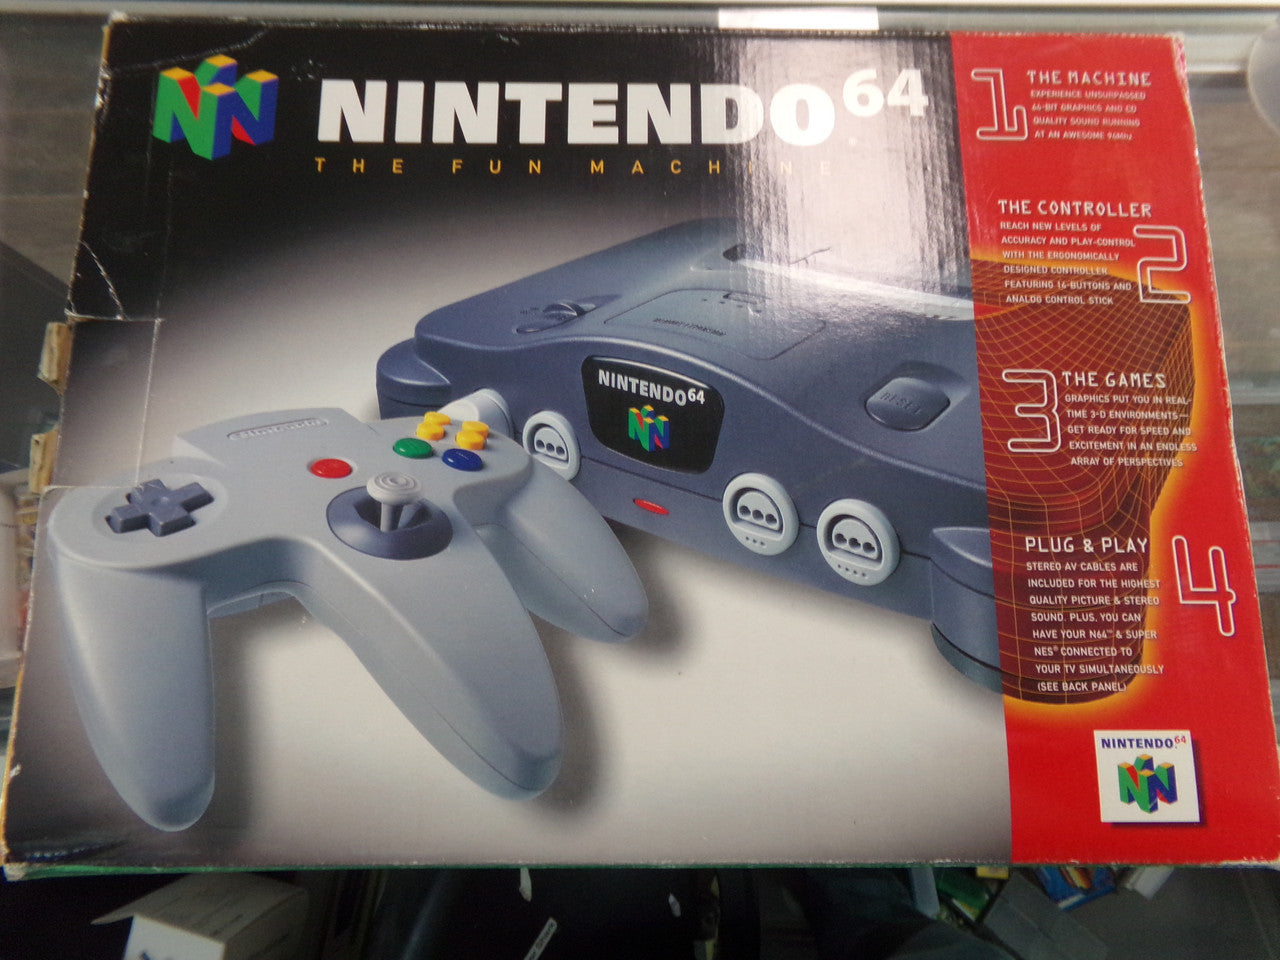 NINTENDO64
THE FUN MACHINE
1
THE MACHINE
EXPERIENCE UNSURPASSED
64-BIT GRAPHICS AND CD
QUALITY SOUND RUNNING
AT AN AWESOME 94Mhz
THE CONTROLLER
2
REACH NEW LEVELS OF
ACCURACY AND PLAY-CONTROL
WITH THE ERGONOMICALLY
DESIGNED CONTROLLER
FEATURING 14-BUTTONS AND
ANALOG CONTROL STICK
3
THE GAMES
GRAPHICS PUT YOU IN REAL-
TIME 3-D ENVIRONMENTS—
GET READY FOR SPEED AND
EXCITEMENT IN AN ENDLESS
ARRAY OF PERSPECTIVES
PLUG & PLAY
4
STEREO AV CABLES ARE
INCLUDED FOR THE HIGHEST
QUALITY PICTURE & STEREO
SOUND. PLUS, YOU CAN
HAVE YOUR N64™ & SUPER
NES® CONNECTED TO
YOUR TV SIMULTANEOUSLY
(SEE BACK PANEL)
NINTENDO64
RESET
Nintendo
NINTENDO64